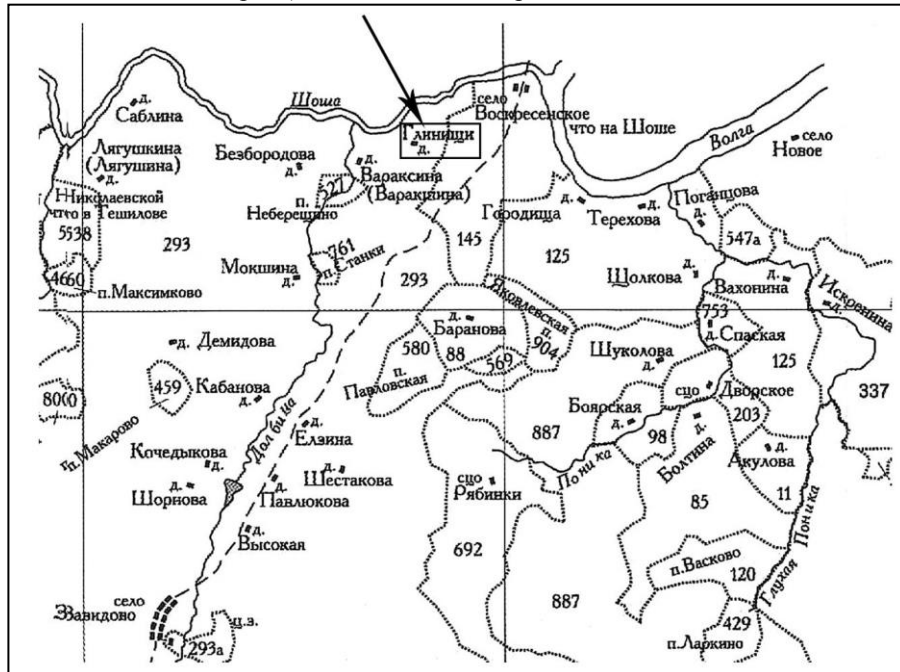 Шоша
село
Воскресенское
что на Шоше
Волга
село
Новое
д.
Саблина
Лягушкина
(Лягушина)
д.
Безбородова
д.
Глинищи
д.
д.
Вараксина
(Варакшина)
527
п.
Неберещино
Николаевской
что в Тешилове
5538
293
4660
п.Максимково
Мокшина
д.
761
п.Станки
293
145
Городища
д.
Терехова
д.
Поганцова
д.
547а
125
Щолкова
д.
Вахонина
д.
Искренина
д.
753
д.
Спаская
125
337
д.
Баранова
88
580
569
Яковлевская
п.
904
п.
Павловская
Шуколова
д.
д. Демидова
459
Кабанова
д.
8000
п.Макарово
Долбица
д.
Елзина
Боярская
д.
сцо
Дворское
203
98
д.
Болтина
д.
Акулова
11
887
Поника
Кочедыкова
д.
д.
Шорнова
д.
Шестакова
д.
Павлюкова
д.
Высокая
сцо
Рябинки
692
85
887
п.Васково
120
Глухая Поника
429
п.Ларкино
село
Завидово
ц.з.
293а